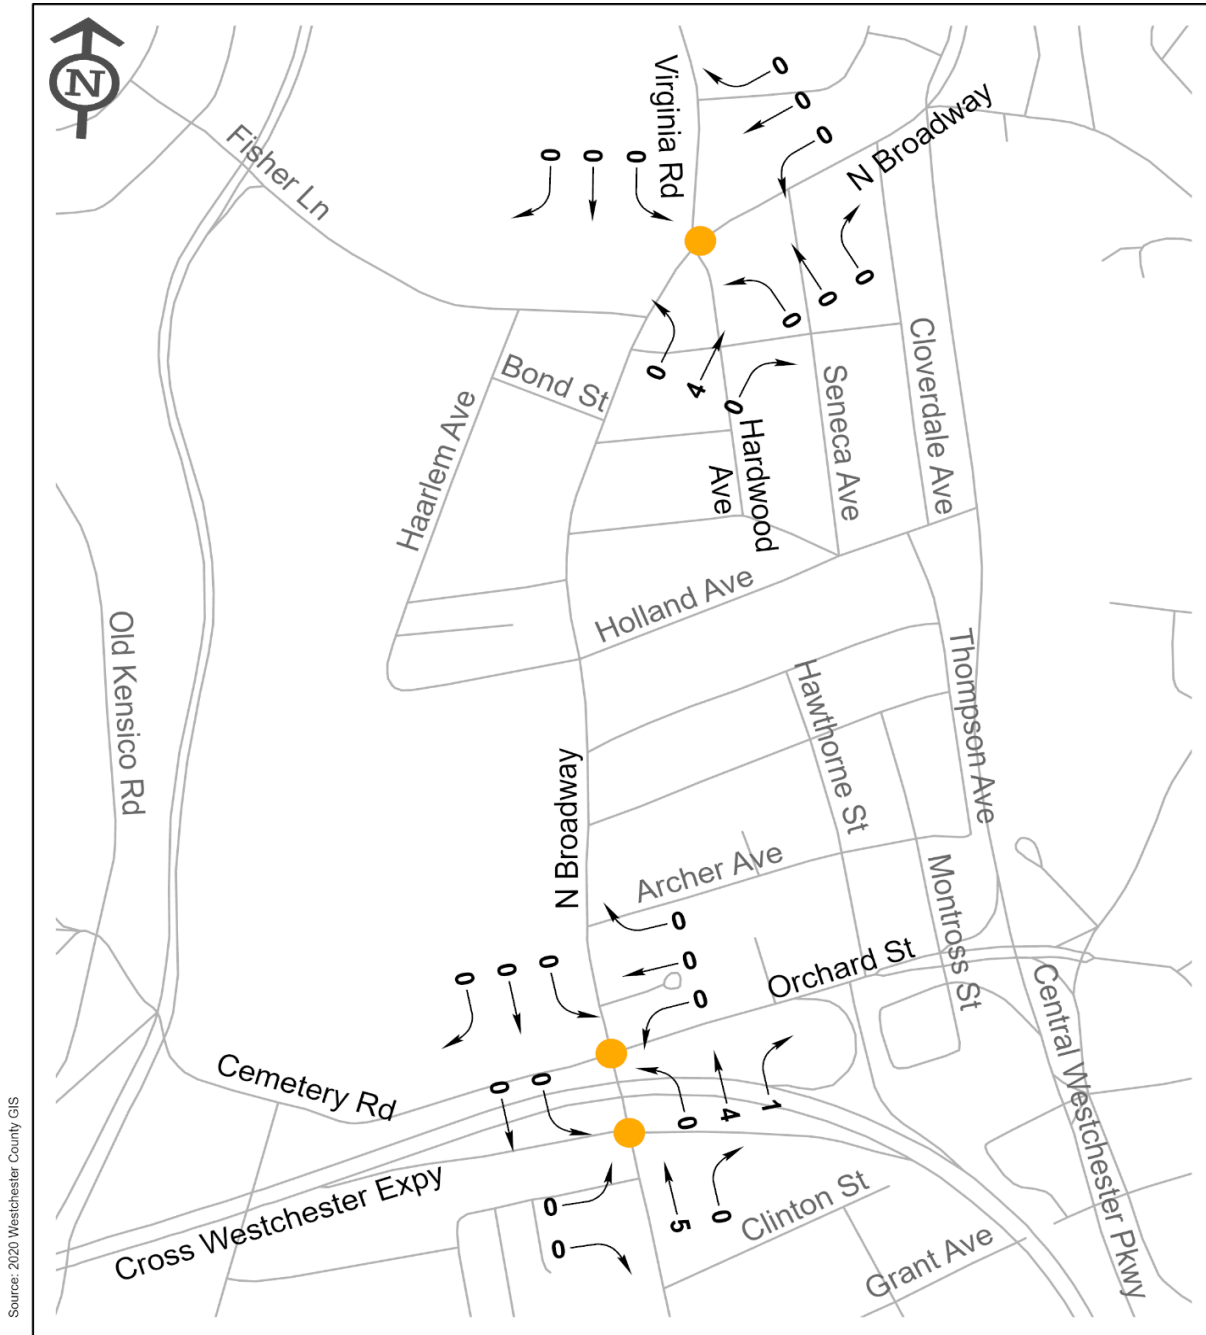 N
Virginia Rd
0
0
0
N Broadway
0
0
0
Fisher Ln
0
0
0
0
4
0
Bond St
Haarlem Ave
Hardwood
Ave
Seneca Ave
Cloverdale Ave
Holland Ave
Old Kensico Rd
N Broadway
Hawthorne St
Thompson Ave
Archer Ave
Montross St
0
0
0
0
0
0
Orchard St
Central Westchester Pkwy
Cemetery Rd
0
0
0
4
1
Cross Westchester Expy
0
0
5
0
Clinton St
Grant Ave
Source: 2020 Westchester County GIS